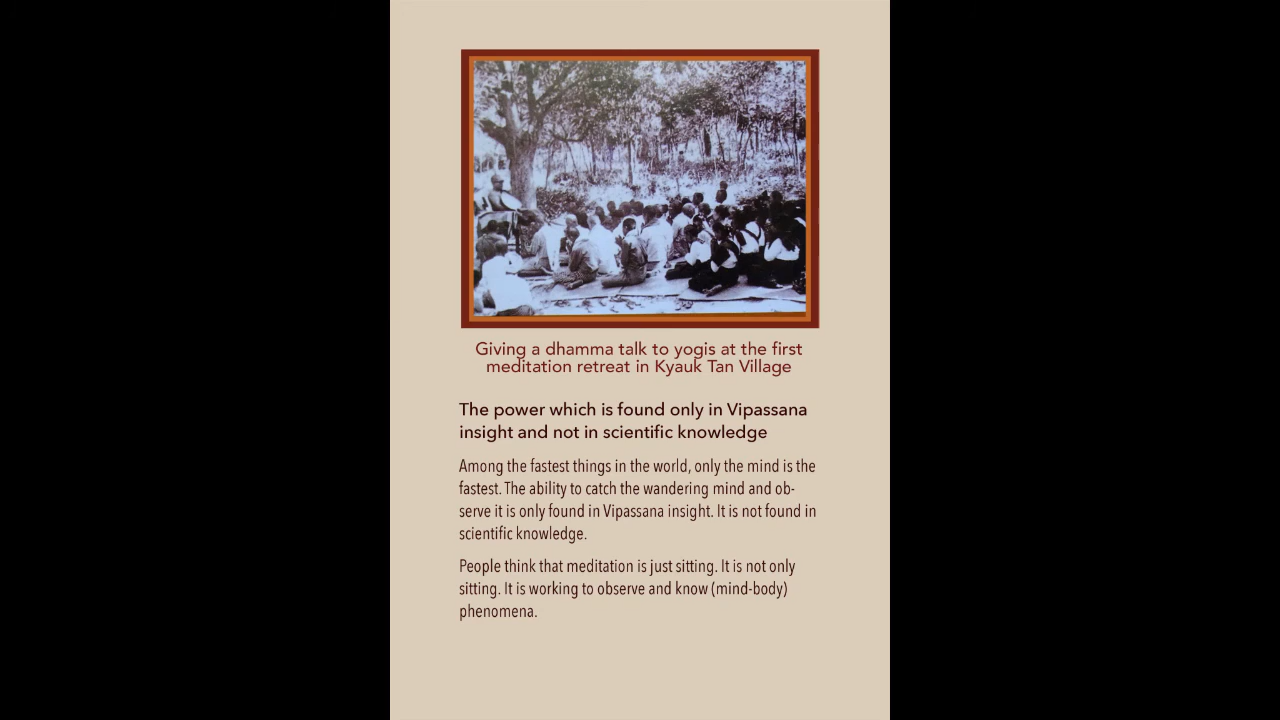 Giving a dhamma talk to yogis at the first
meditation retreat in Kyauk Tan Village
The power which is found only in Vipassana
insight and not in scientific knowledge
Among the fastest things in the world, only the mind is the
fastest. The ability to catch the wandering mind and ob-
serve it is only found in Vipassana insight. It is not found in
scientific knowledge.
People think that meditation is just sitting. It is not only
sitting. It is working to observe and know (mind-body)
phenomena.